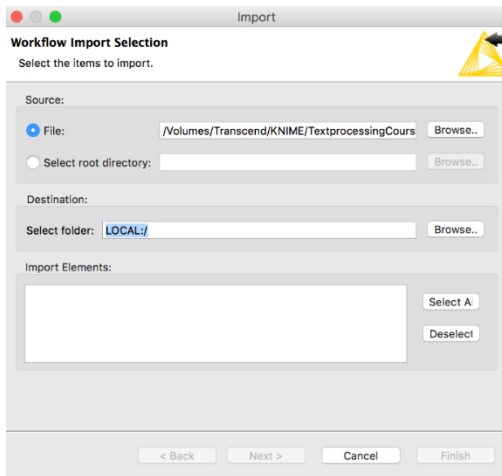 Import
Workflow Import Selection
Select the items to import.
Source:
File: /Volumes/Transcend/KNIME/TextprocessingCours Browse..
Select root directory: Browse..
Destination:
Select folder: LOCAL:/ Browse..
Import Elements:
Select A
Deselect
< Back Next > Cancel Finish